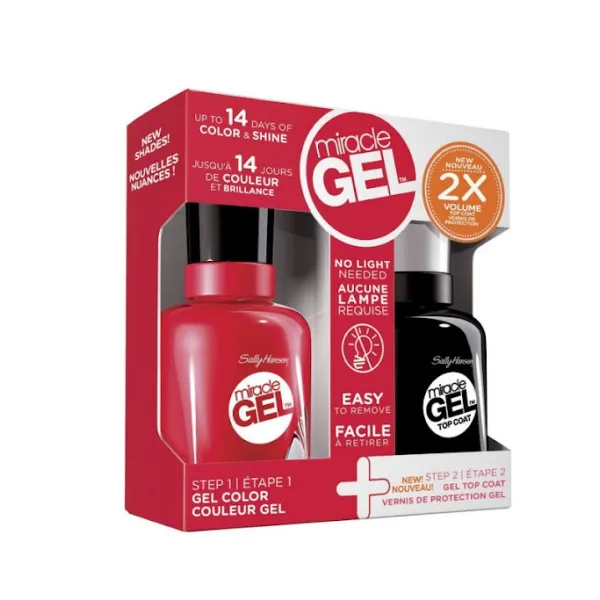 NEW
SHADES!
NOUVELLES
NUANCES !
UP TO 14 DAYS OF
COLOR & SHINE
JUSQU'À 14 JOURS
DE COULEUR
ET BRILLANCE
miracle
GEL™
NEW
NOUVEAU
2X
VOLUME
TOP COAT
VERNIS DE
PROTECTION
NO LIGHT
NEEDED
AUCUNE
LAMPE
REQUISE
EASY
TO REMOVE
FACILE
À RETIRER
Sally Hansen
miracle
GEL™
Sally Hansen
miracle
GEL™
TOP COAT
STEP 1 | ÉTAPE 1
GEL COLOR
COULEUR GEL
NEW! STEP 2 | ÉTAPE 2
NOUVEAU! GEL TOP COAT
VERNIS DE PROTECTION GEL